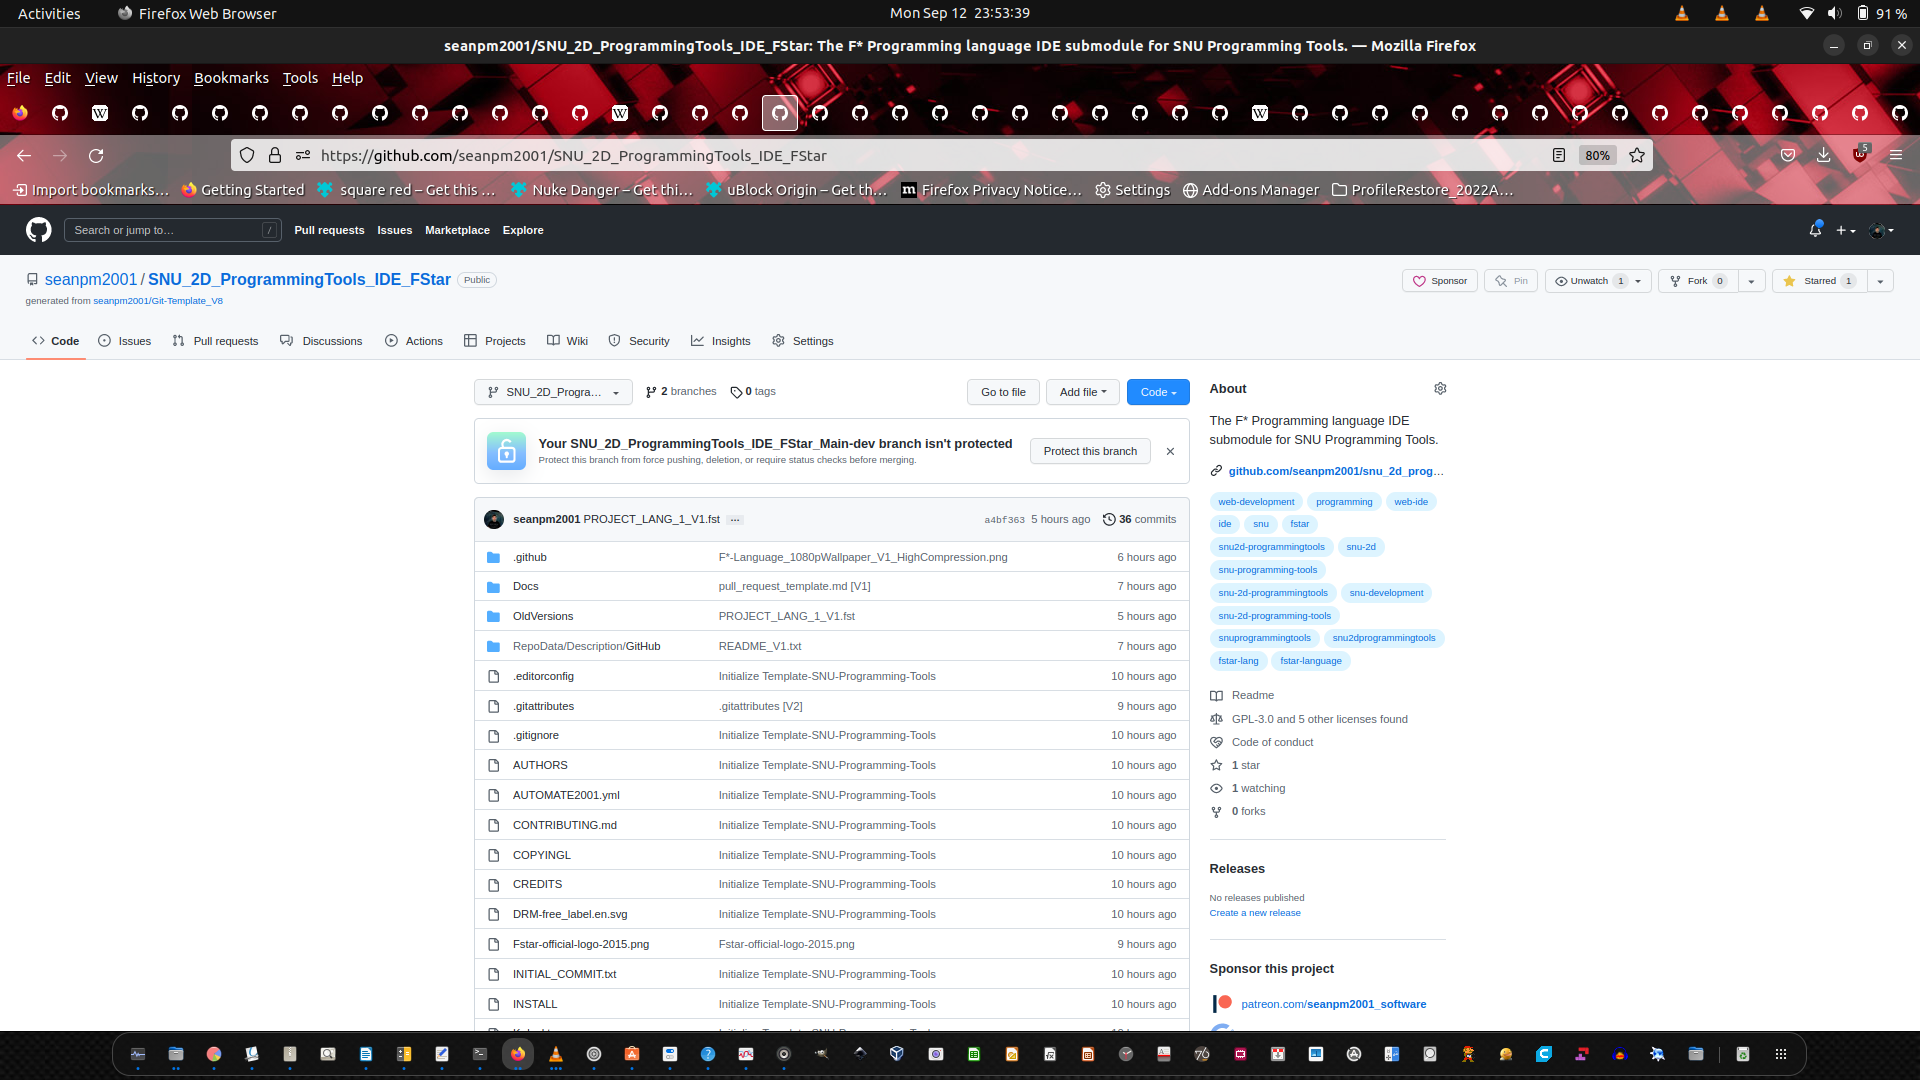 Activities Firefox Web Browser Mon Sep 12 23:53:39 91 %
seanpm2001/SNU_2D_ProgrammingTools_IDE_FStar: The F* Programming language IDE submodule for SNU Programming Tools. — Mozilla Firefox
File Edit View History Bookmarks Tools Help
https://github.com/seanpm2001/SNU_2D_ProgrammingTools_IDE_FStar 80% 5
Import bookmarks… Getting Started square red – Get this … Nuke Danger – Get thi… uBlock Origin – Get th… Firefox Privacy Notice… Settings Add-ons Manager ProfileRestore_2022A…
Search or jump to… / Pull requests Issues Marketplace Explore
seanpm2001 / SNU_2D_ProgrammingTools_IDE_FStar Public Sponsor Pin Unwatch 1 Fork 0 Starred 1
generated from seanpm2001/Git-Template_V8
Code Issues Pull requests Discussions Actions Projects Wiki Security Insights Settings
SNU_2D_Progra… 2 branches 0 tags Go to file Add file Code
Your SNU_2D_ProgrammingTools_IDE_FStar_Main-dev branch isn't protected
Protect this branch from force pushing, deletion, or require status checks before merging.
Protect this branch
seanpm2001 PROJECT_LANG_1_V1.fst … a4bf363 5 hours ago 36 commits
.github F*-Language_1080pWallpaper_V1_HighCompression.png 6 hours ago
Docs pull_request_template.md [V1] 7 hours ago
OldVersions PROJECT_LANG_1_V1.fst 5 hours ago
RepoData/Description/GitHub README_V1.txt 7 hours ago
.editorconfig Initialize Template-SNU-Programming-Tools 10 hours ago
.gitattributes .gitattributes [V2] 9 hours ago
.gitignore Initialize Template-SNU-Programming-Tools 10 hours ago
AUTHORS Initialize Template-SNU-Programming-Tools 10 hours ago
AUTOMATE2001.yml Initialize Template-SNU-Programming-Tools 10 hours ago
CONTRIBUTING.md Initialize Template-SNU-Programming-Tools 10 hours ago
COPYINGL Initialize Template-SNU-Programming-Tools 10 hours ago
CREDITS Initialize Template-SNU-Programming-Tools 10 hours ago
DRM-free_label.en.svg Initialize Template-SNU-Programming-Tools 10 hours ago
Fstar-official-logo-2015.png Fstar-official-logo-2015.png 9 hours ago
INITIAL_COMMIT.txt Initialize Template-SNU-Programming-Tools 10 hours ago
INSTALL Initialize Template-SNU-Programming-Tools 10 hours ago
About
The F* Programming language IDE
submodule for SNU Programming Tools.
github.com/seanpm2001/snu_2d_prog…
web-development programming web-ide
ide snu fstar
snu2d-programmingtools snu-2d
snu-programming-tools
snu-2d-programmingtools snu-development
snu-2d-programming-tools
snuprogrammingtools snu2dprogrammingtools
fstar-lang fstar-language
Readme
GPL-3.0 and 5 other licenses found
Code of conduct
1 star
1 watching
0 forks
Releases
No releases published
Create a new release
Sponsor this project
patreon.com/seanpm2001_software